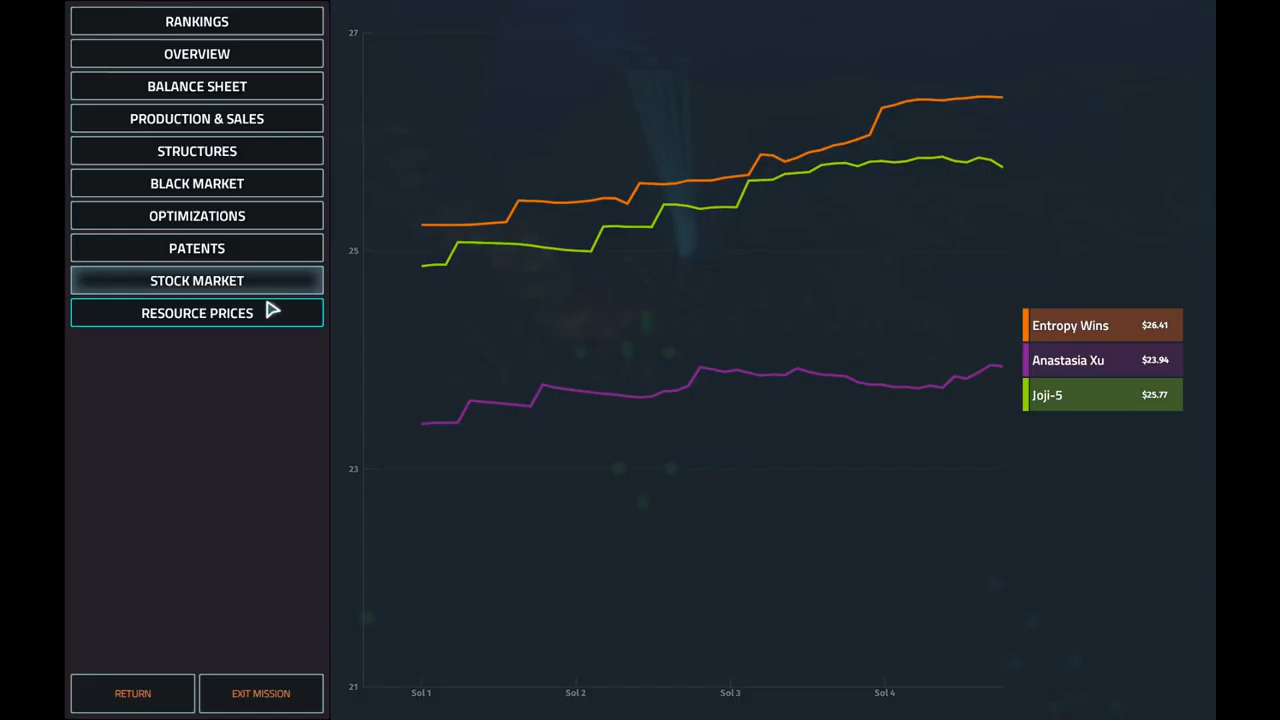 RANKINGS
OVERVIEW
BALANCE SHEET
PRODUCTION & SALES
STRUCTURES
BLACK MARKET
OPTIMIZATIONS
PATENTS
STOCK MARKET
RESOURCE PRICES
RETURN
EXIT MISSION
27
25
23
21
Sol 1
Sol 2
Sol 3
Sol 4
Entropy Wins $26.41
Anastasia Xu $23.94
Joji-5 $25.77